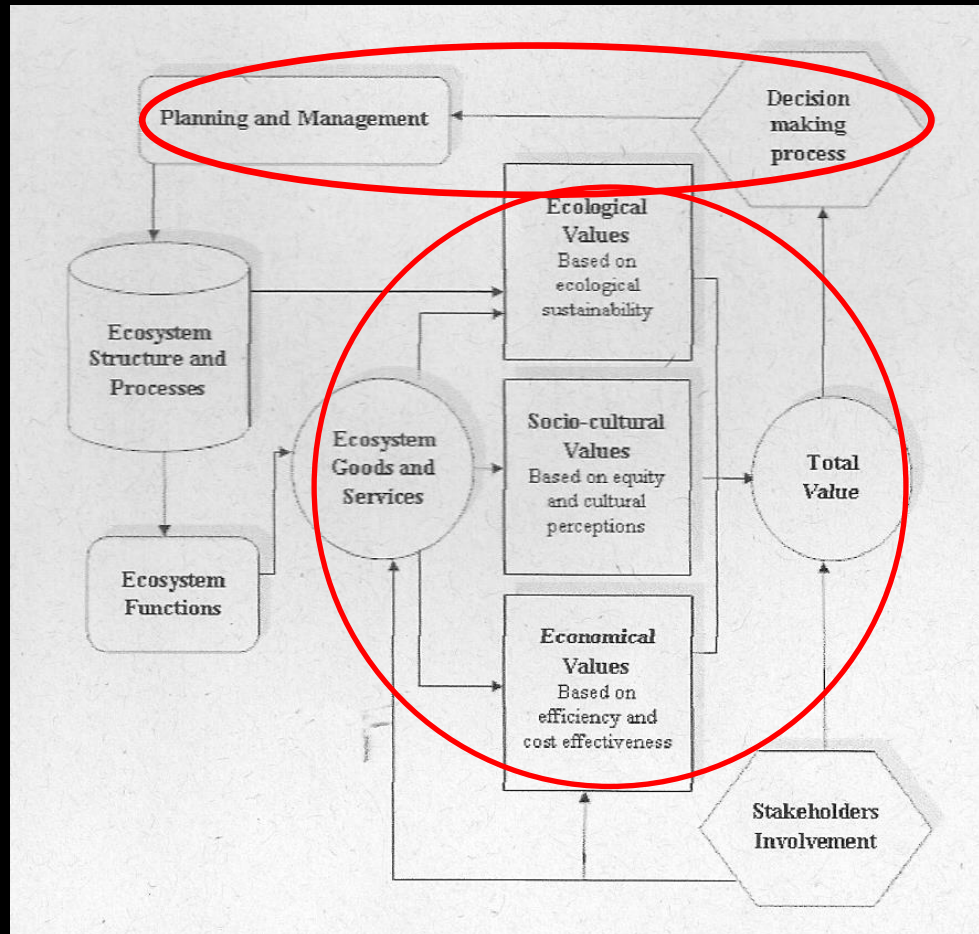 Planning and Management
Decision
making
process
Ecological
Values
Based on
ecological
sustainability
Ecosystem
Structure and
Processes
Ecosystem
Goods and
Services
Socio-cultural
Values
Based on equity
and cultural
perceptions
Total
Value
Ecosystem
Functions
Economical
Values
Based on
efficiency and
cost effectiveness
Stakeholders
Involvement